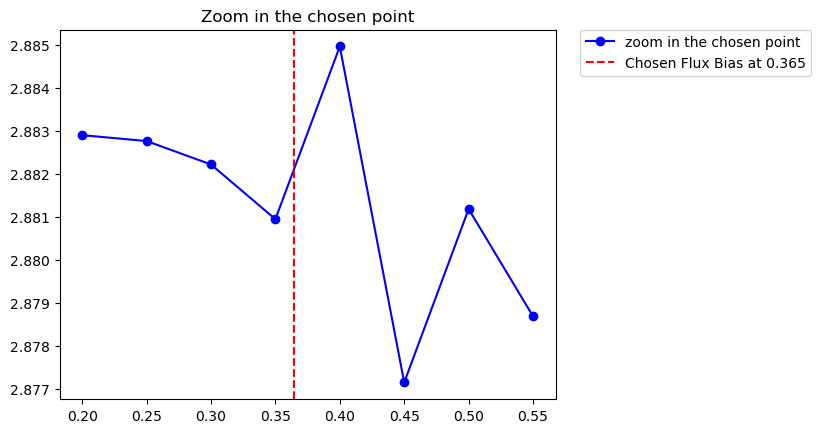 Zoom in the chosen point
2.885
2.884
2.883
2.882
2.881
2.880
2.879
2.878
2.877
0.20 0.25 0.30 0.35 0.40 0.45 0.50 0.55
zoom in the chosen point
Chosen Flux Bias at 0.365